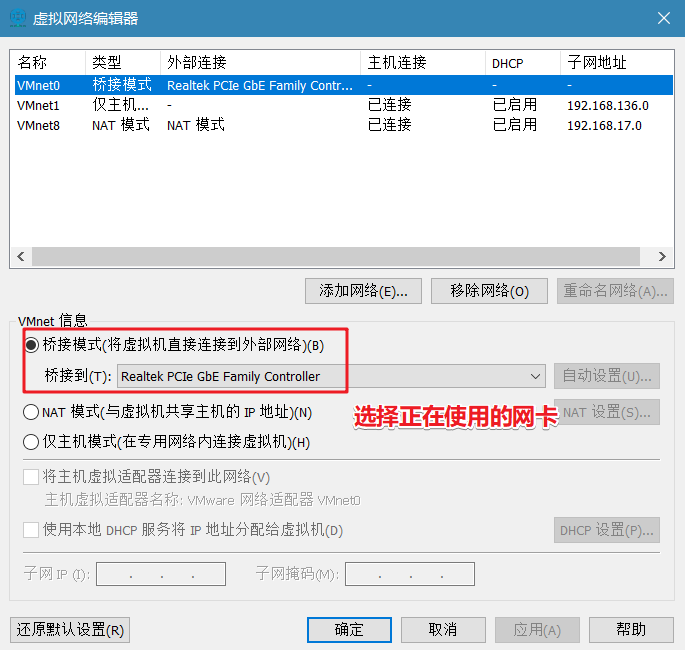 虚拟网络编辑器
名称 类型 外部连接 主机连接 DHCP 子网地址
VMnet0 桥接模式 Realtek PCIe GbE Family Contr... - - -
VMnet1 仅主机... - 已连接 已启用 192.168.136.0
VMnet8 NAT 模式 NAT 模式 已连接 已启用 192.168.17.0
添加网络(E)... 移除网络(O) 重命名网络(A)...
VMnet 信息
桥接模式(将虚拟机直接连接到外部网络)(B)
桥接到(T): Realtek PCIe GbE Family Controller 自动设置(U)...
选择正在使用的网卡
NAT 模式(与虚拟机共享主机的 IP 地址)(N) NAT 设置(S)...
仅主机模式(在专用网络内连接虚拟机)(H)
将主机虚拟适配器连接到此网络(V)
主机虚拟适配器名称: VMware 网络适配器 VMnet0
使用本地 DHCP 服务将 IP 地址分配给虚拟机(D) DHCP 设置(P)...
子网 IP (I): . . . 子网掩码(M): . . .
还原默认设置(R) 确定 取消 应用(A) 帮助